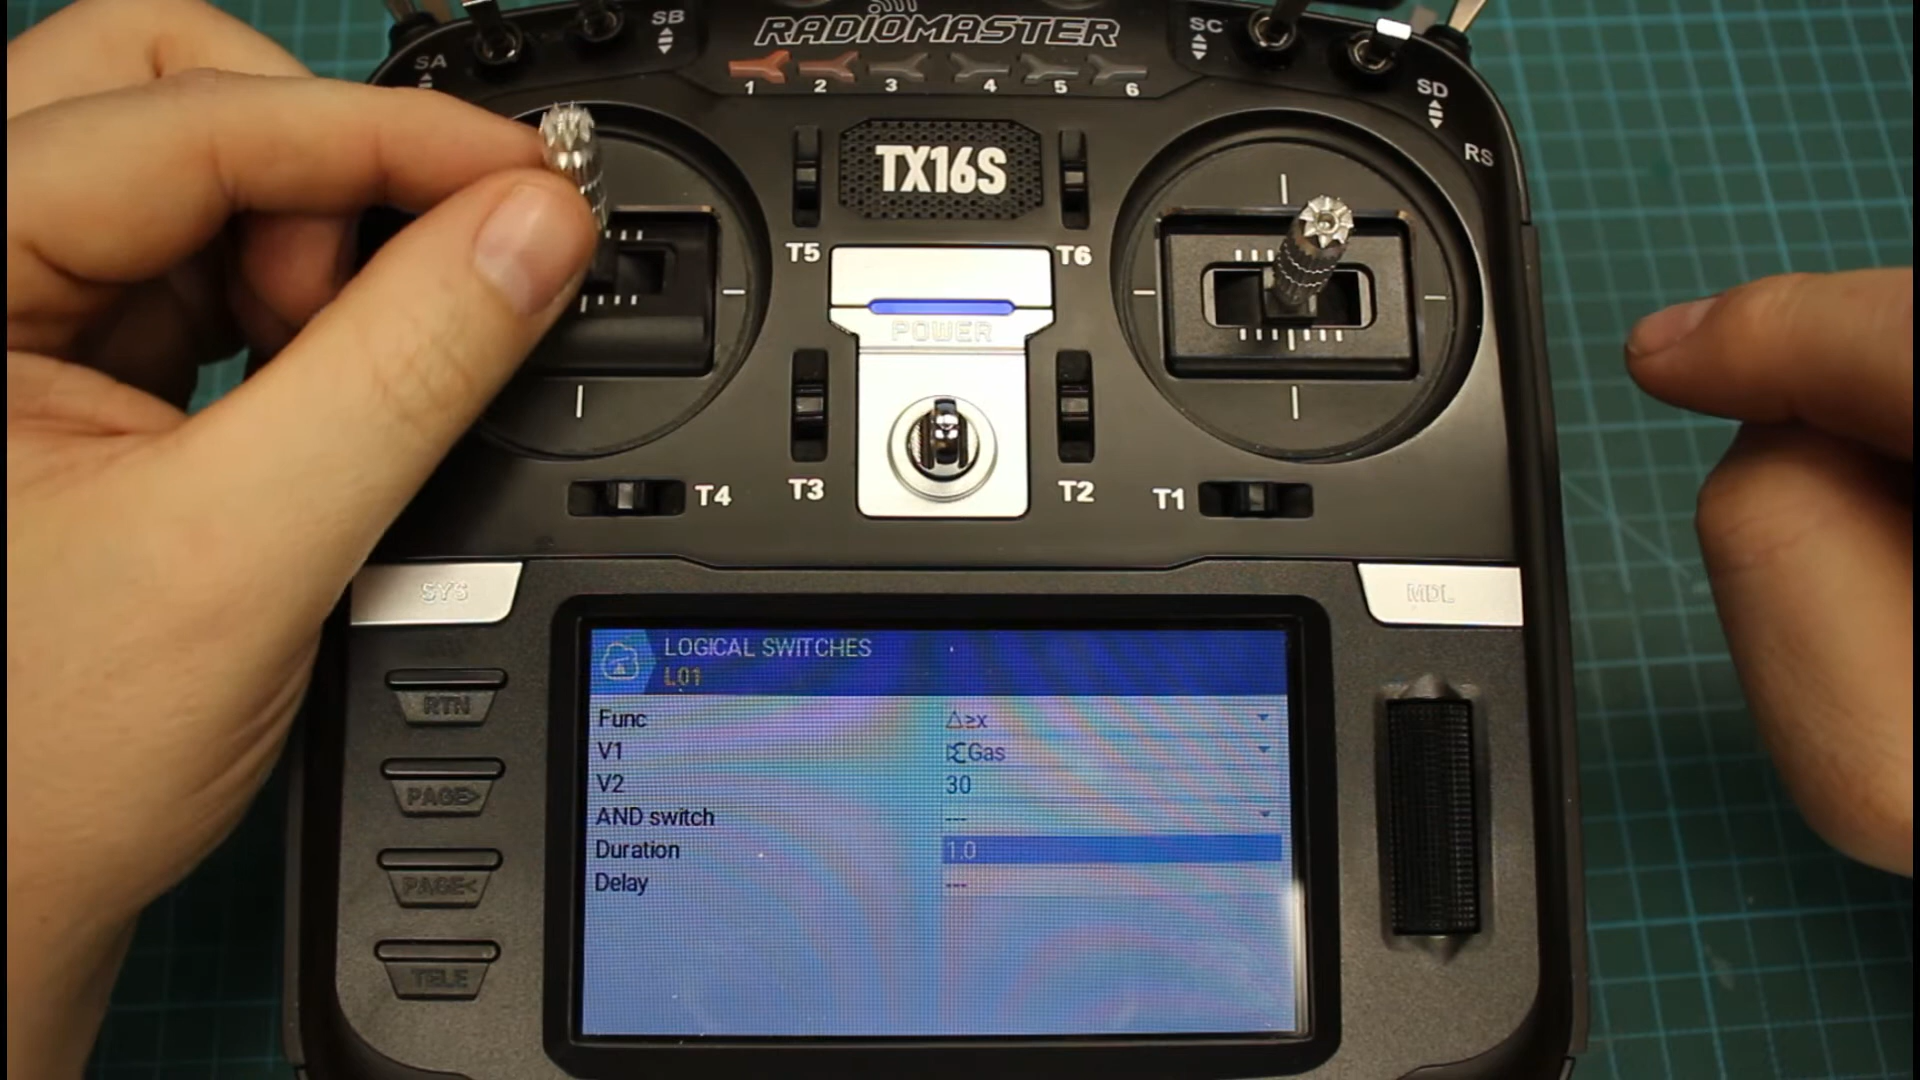 SB
RADIOMASTER
SC
SA
1 2 3 4 5 6
SD
TX16S
RS
T5
T6
POWER
T4
T3
T2
T1
SYS
MDL
LOGICAL SWITCHES
L01
RTN
Func △≥x
V1 Gas
V2 30
PAGE>
AND switch ---
Duration 1.0
PAGE<
Delay ---
TELE